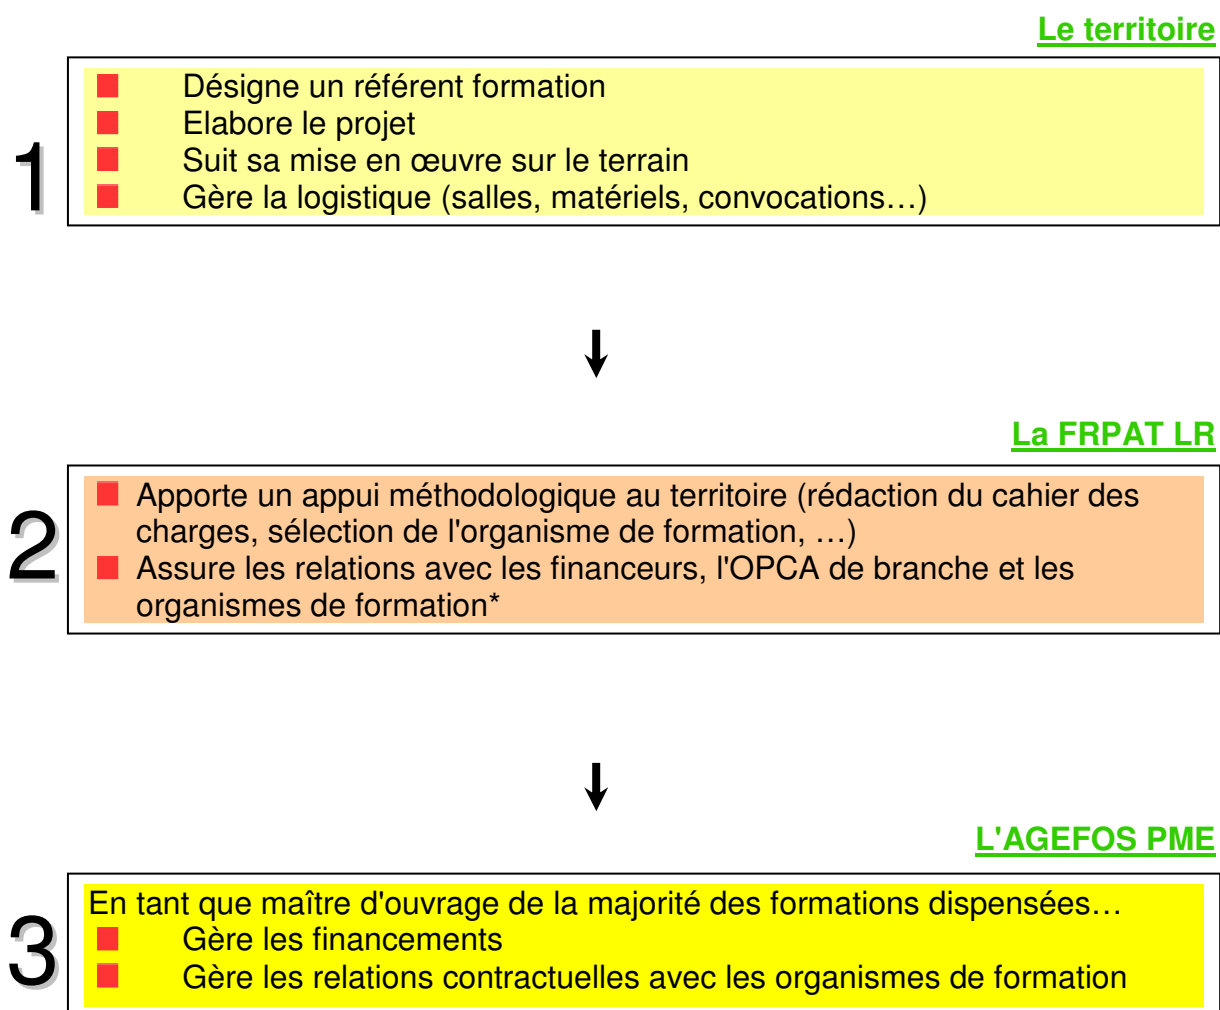 Le territoire
1
Désigne un référent formation
Elabore le projet
Suit sa mise en œuvre sur le terrain
Gère la logistique (salles, matériels, convocations…)
La FRPAT LR
2
Apporte un appui méthodologique au territoire (rédaction du cahier des
charges, sélection de l'organisme de formation, …)
Assure les relations avec les financeurs, l'OPCA de branche et les
organismes de formation*
L'AGEFOS PME
3
En tant que maître d'ouvrage de la majorité des formations dispensées…
Gère les financements
Gère les relations contractuelles avec les organismes de formation